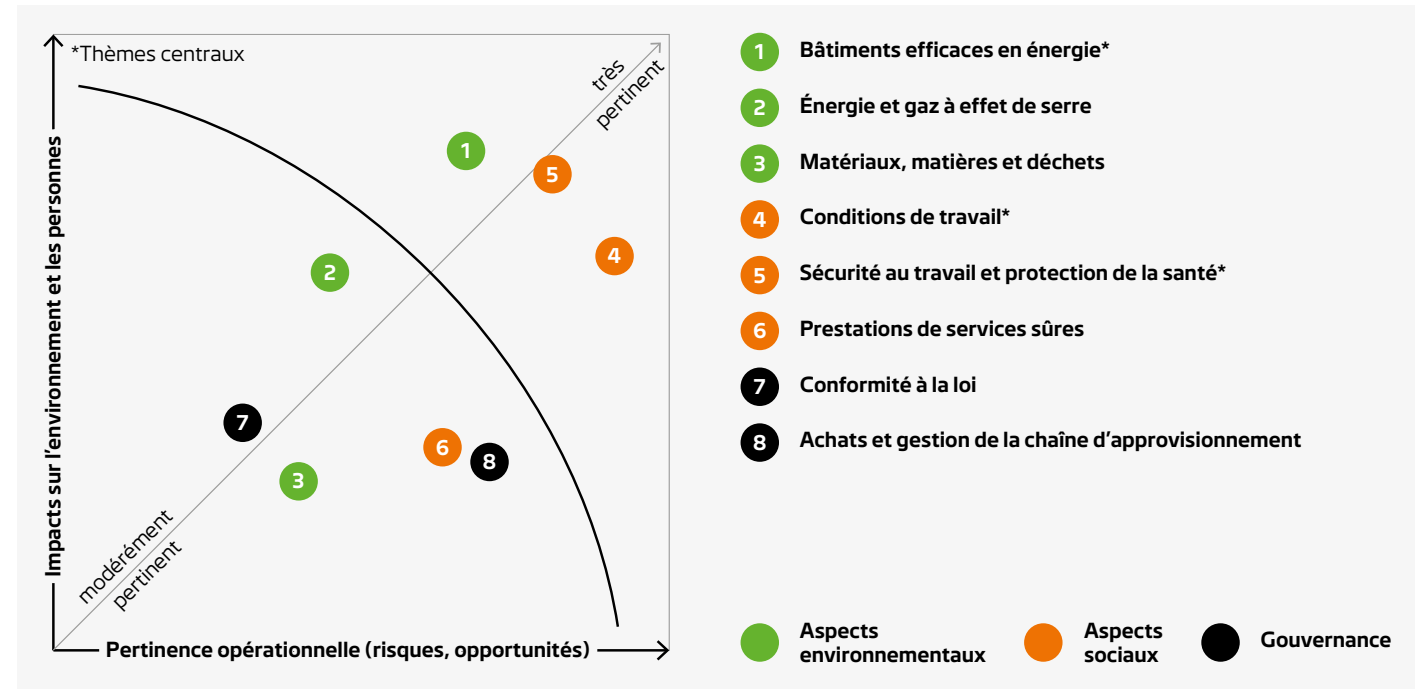 *Thèmes centraux
très
pertinent
1
5
4
2
7
6
8
3
modérément
pertinent
Impacts sur l’environnement et les personnes
Pertinence opérationnelle (risques, opportunités)
1 Bâtiments efficaces en énergie*
2 Énergie et gaz à effet de serre
3 Matériaux, matières et déchets
4 Conditions de travail*
5 Sécurité au travail et protection de la santé*
6 Prestations de services sûres
7 Conformité à la loi
8 Achats et gestion de la chaîne d’approvisionnement
Aspects
environnementaux
Aspects
sociaux
Gouvernance